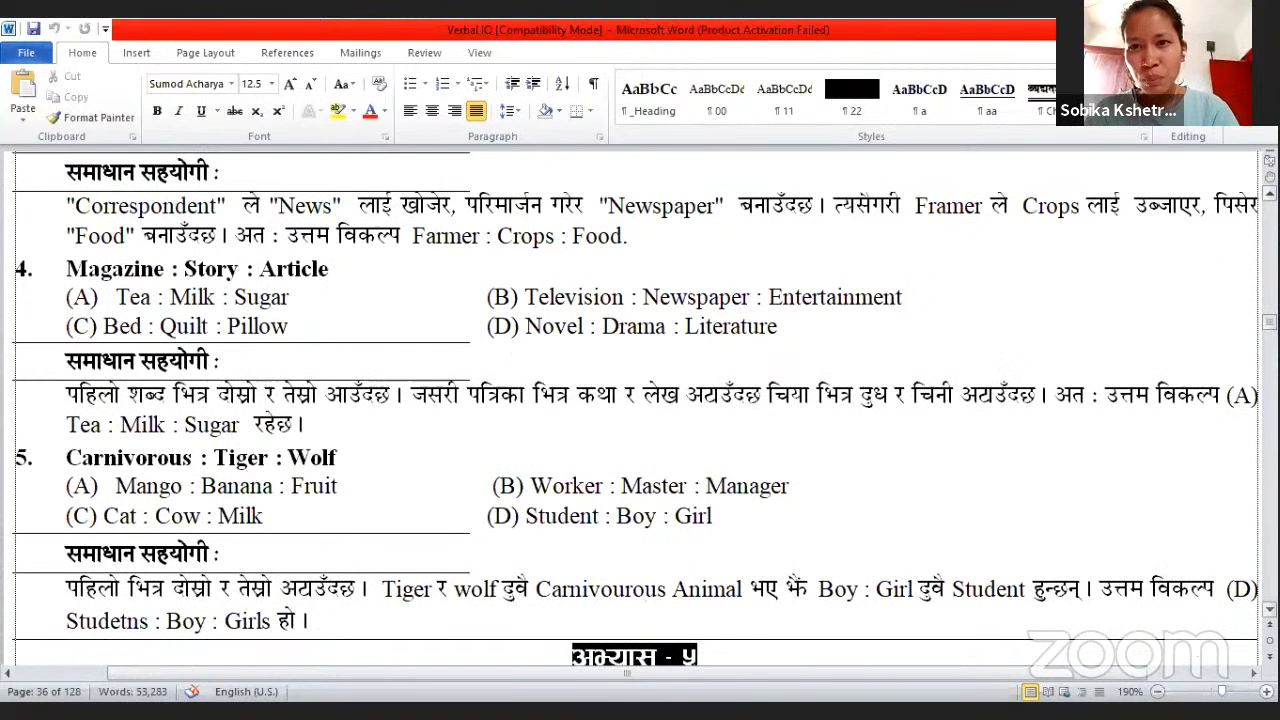 Verbal IQ [Compatibility Mode] - Microsoft Word (Product Activation Failed)
File Home Insert Page Layout References Mailings Review View
Cut
Copy
Paste
Format Painter
Sumod Acharya 12.5
AaBbCc AaBbCcDc AaBbCcDc AaBbCcD AaBbCcD
¶_Heading ¶ 00 ¶ 11 ¶ 22 ¶ a ¶ aa
Clipboard Font Paragraph Styles Editing
Sobika Kshetr...
समाधान सहयोगी :
"Correspondent" ले "News" लाई खोजेर, परिमार्जन गरेर "Newspaper" बनाउँदछ। त्यसैगरी Framer ले Crops लाई उब्जाएर, पिसेर
"Food" बनाउँदछ। अत : उत्तम विकल्प Farmer : Crops : Food.
4. Magazine : Story : Article
(A) Tea : Milk : Sugar (B) Television : Newspaper : Entertainment
(C) Bed : Quilt : Pillow (D) Novel : Drama : Literature
समाधान सहयोगी :
पहिलो शब्द भित्र दोस्रो र तेस्रो आउँदछ। जसरी पत्रिका भित्र कथा र लेख अटाउँदछ चिया भित्र दुध र चिनी अटाउँदछ। अत : उत्तम विकल्प (A)
Tea : Milk : Sugar रहेछ।
5. Carnivorous : Tiger : Wolf
(A) Mango : Banana : Fruit (B) Worker : Master : Manager
(C) Cat : Cow : Milk (D) Student : Boy : Girl
समाधान सहयोगी :
पहिलो भित्र दोस्रो र तेस्रो अटाउँदछ। Tiger र wolf दुवै Carnivourous Animal भए झैं Boy : Girl दुवै Student हुन्छन्। उत्तम विकल्प (D)
Studetns : Boy : Girls हो।
अभ्यास - ५
zoom
Page: 36 of 128 Words: 53,283 English (U.S.) 190%